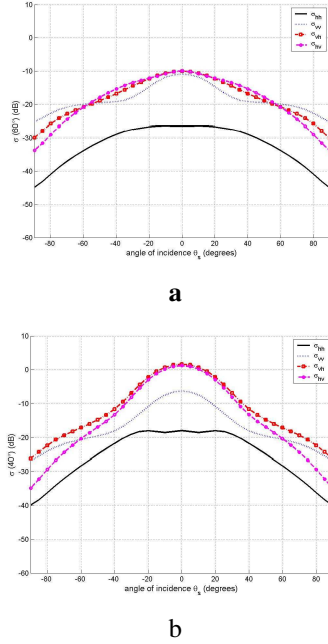 0
-10
-20
-30
-40
-50
-60
σ (60°) (dB)
-80 -60 -40 -20 0 20 40 60 80
angle of incidence θs (degrees)
σhh
σvv
σvh
σhv
a
10
0
-10
-20
-30
-40
-50
-60
σ (40°) (dB)
-80 -60 -40 -20 0 20 40 60 80
angle of incidence θs (degrees)
σhh
σvv
σvh
σhv
b